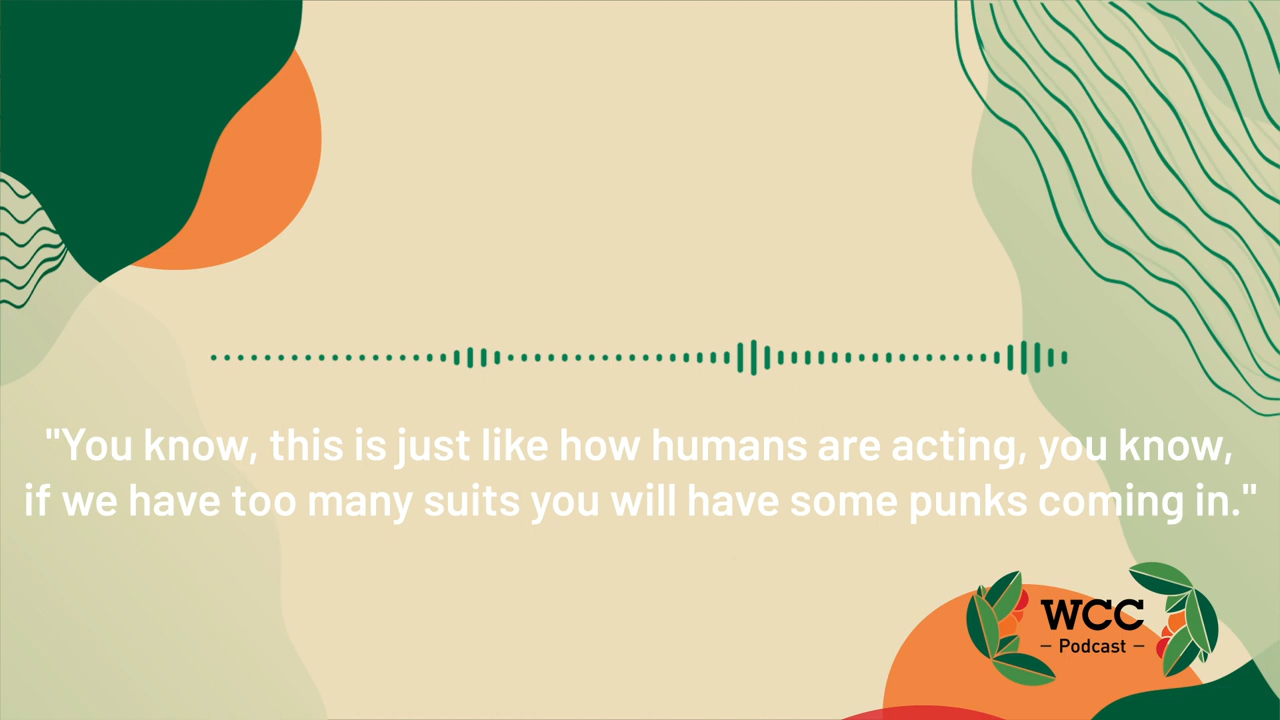 "You know, this is just like how humans are acting, you know,
if we have too many suits you will have some punks coming in."
WCC
– Podcast –